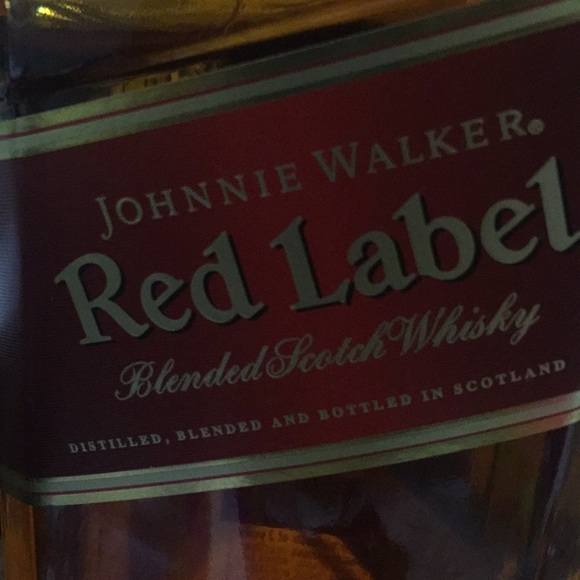 JOHNNIE WALKER®
Red Label
Blended Scotch Whisky
DISTILLED, BLENDED AND BOTTLED IN SCOTLAND